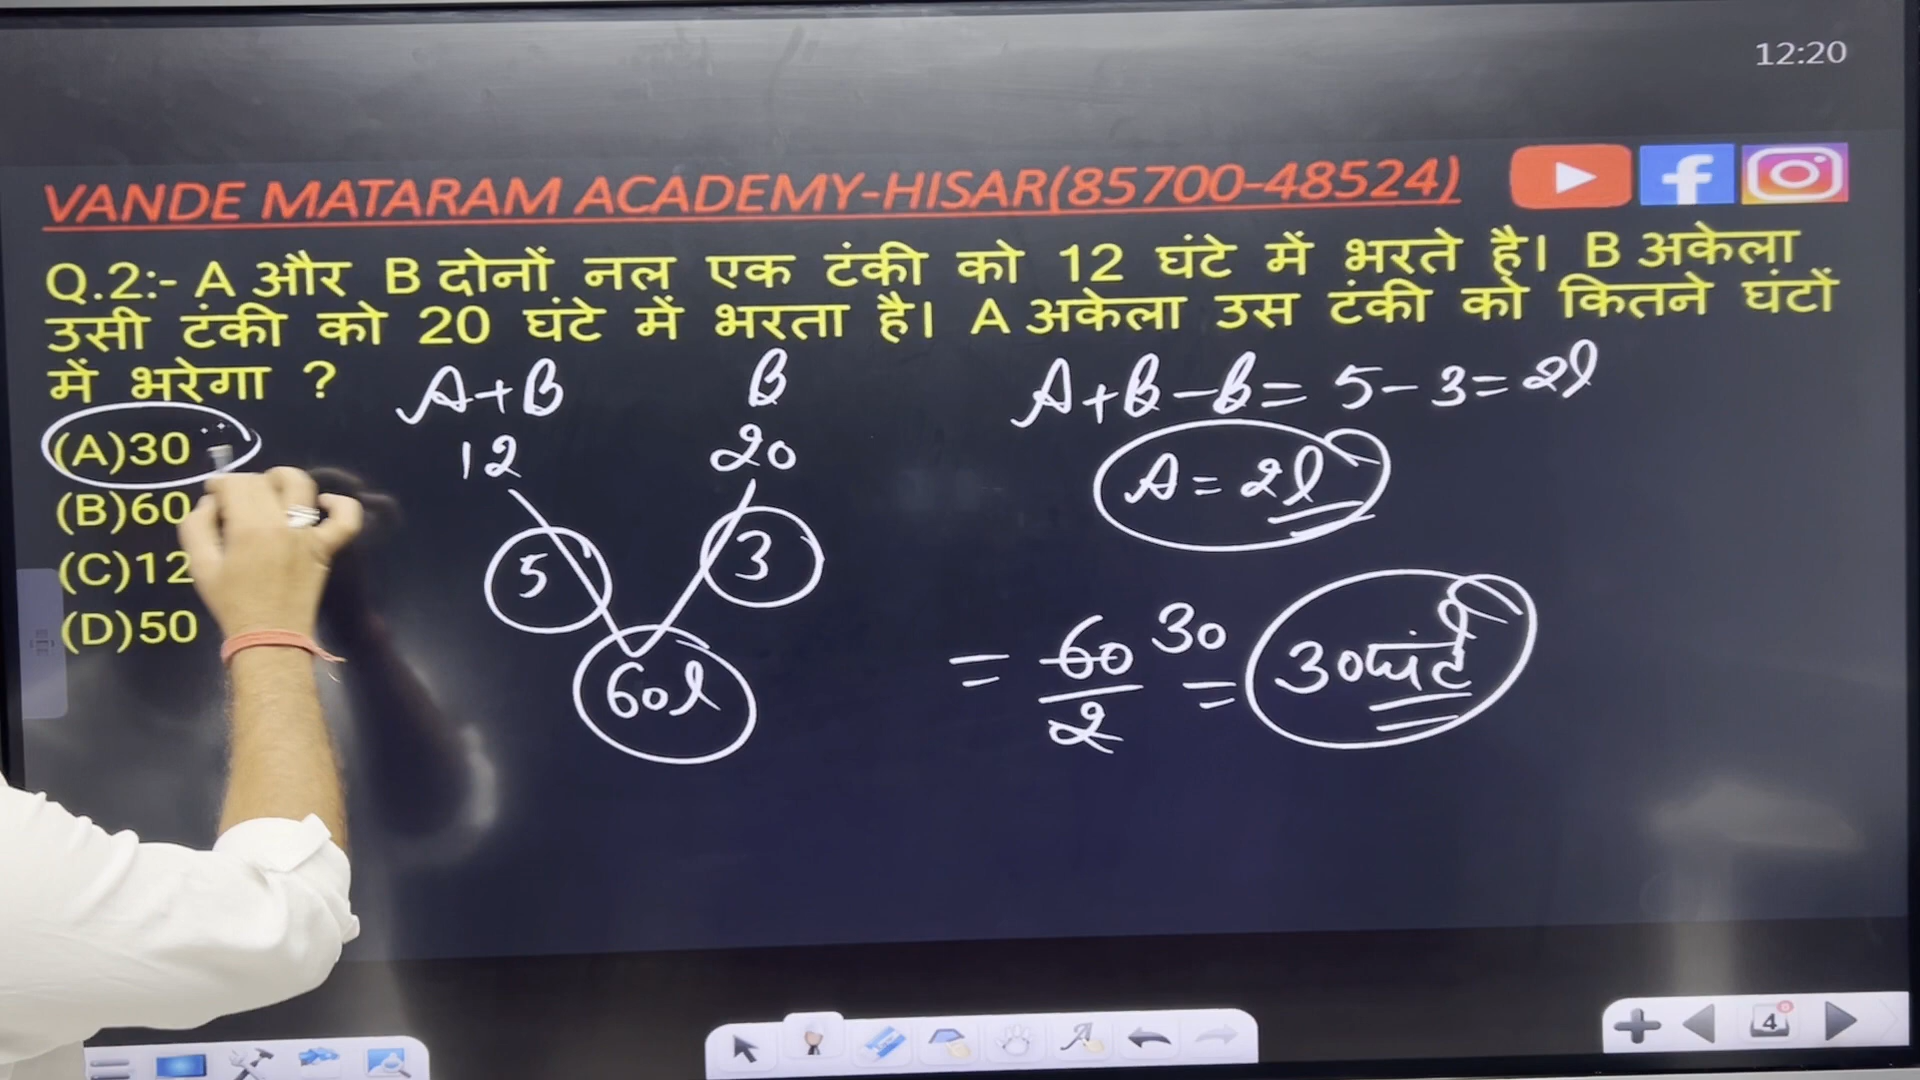 12:20
VANDE MATARAM ACADEMY-HISAR(85700-48524)
Q.2:- A और B दोनों नल एक टंकी को 12 घंटे में भरते है। B अकेला
उसी टंकी को 20 घंटे में भरता है। A अकेला उस टंकी को कितने घंटों
में भरेगा ?
(A)30
(B)60
(C)12
(D)50
A+B B
12 20
5 3
60l
A+B-B= 5-3=2l
A= 2l
= 60/2 30 = 30घंटे
4